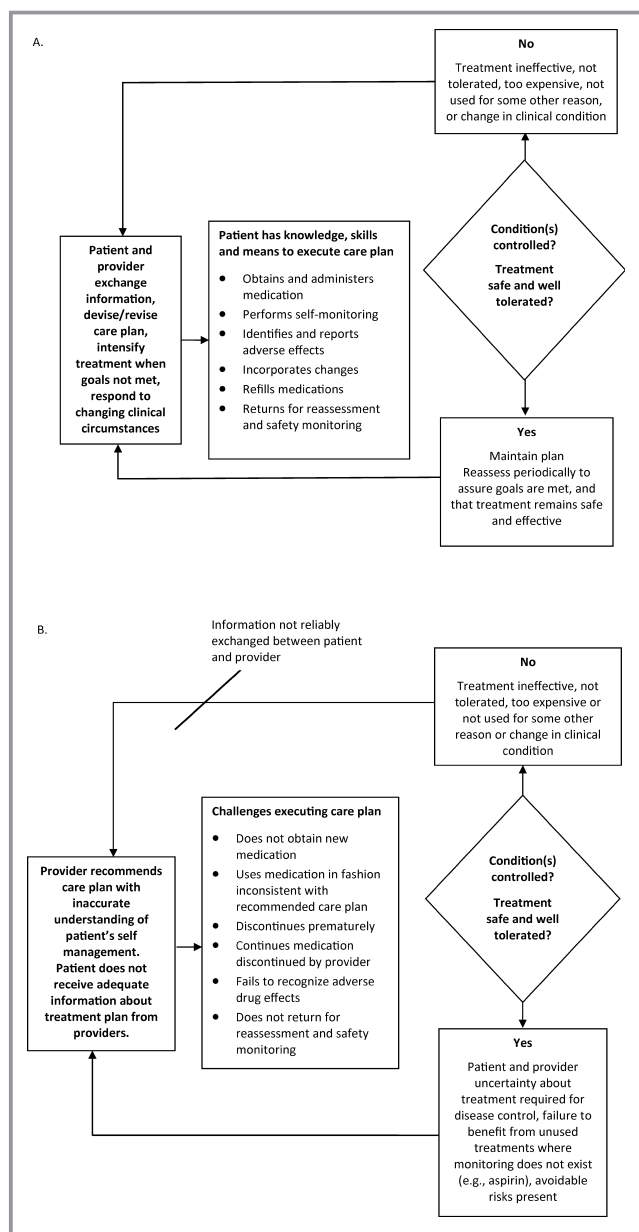 A.
No
Treatment ineffective, not
tolerated, too expensive, not
used for some other reason,
or change in clinical condition
Condition(s)
controlled?
Treatment
safe and well
tolerated?
Patient and
provider
exchange
information,
devise/revise
care plan,
intensify
treatment when
goals not met,
respond to
changing clinical
circumstances
Patient has knowledge, skills
and means to execute care plan
● Obtains and administers
medication
● Performs self-monitoring
● Identifies and reports
adverse effects
● Incorporates changes
● Refills medications
● Returns for reassessment
and safety monitoring
Yes
Maintain plan
Reassess periodically to
assure goals are met, and
that treatment remains safe
and effective
B.
Information not reliably
exchanged between patient
and provider
No
Treatment ineffective, not
tolerated, too expensive or
not used for some other
reason or change in clinical
condition
Condition(s)
controlled?
Treatment
safe and well
tolerated?
Provider recommends
care plan with
inaccurate
understanding of
patient’s self
management.
Patient does not
receive adequate
information about
treatment plan from
providers.
Challenges executing care plan
● Does not obtain new
medication
● Uses medication in fashion
inconsistent with
recommended care plan
● Discontinues prematurely
● Continues medication
discontinued by provider
● Fails to recognize adverse
drug effects
● Does not return for
reassessment and safety
monitoring
Yes
Patient and provider
uncertainty about
treatment required for
disease control, failure to
benefit from unused
treatments where
monitoring does not exist
(e.g., aspirin), avoidable
risks present